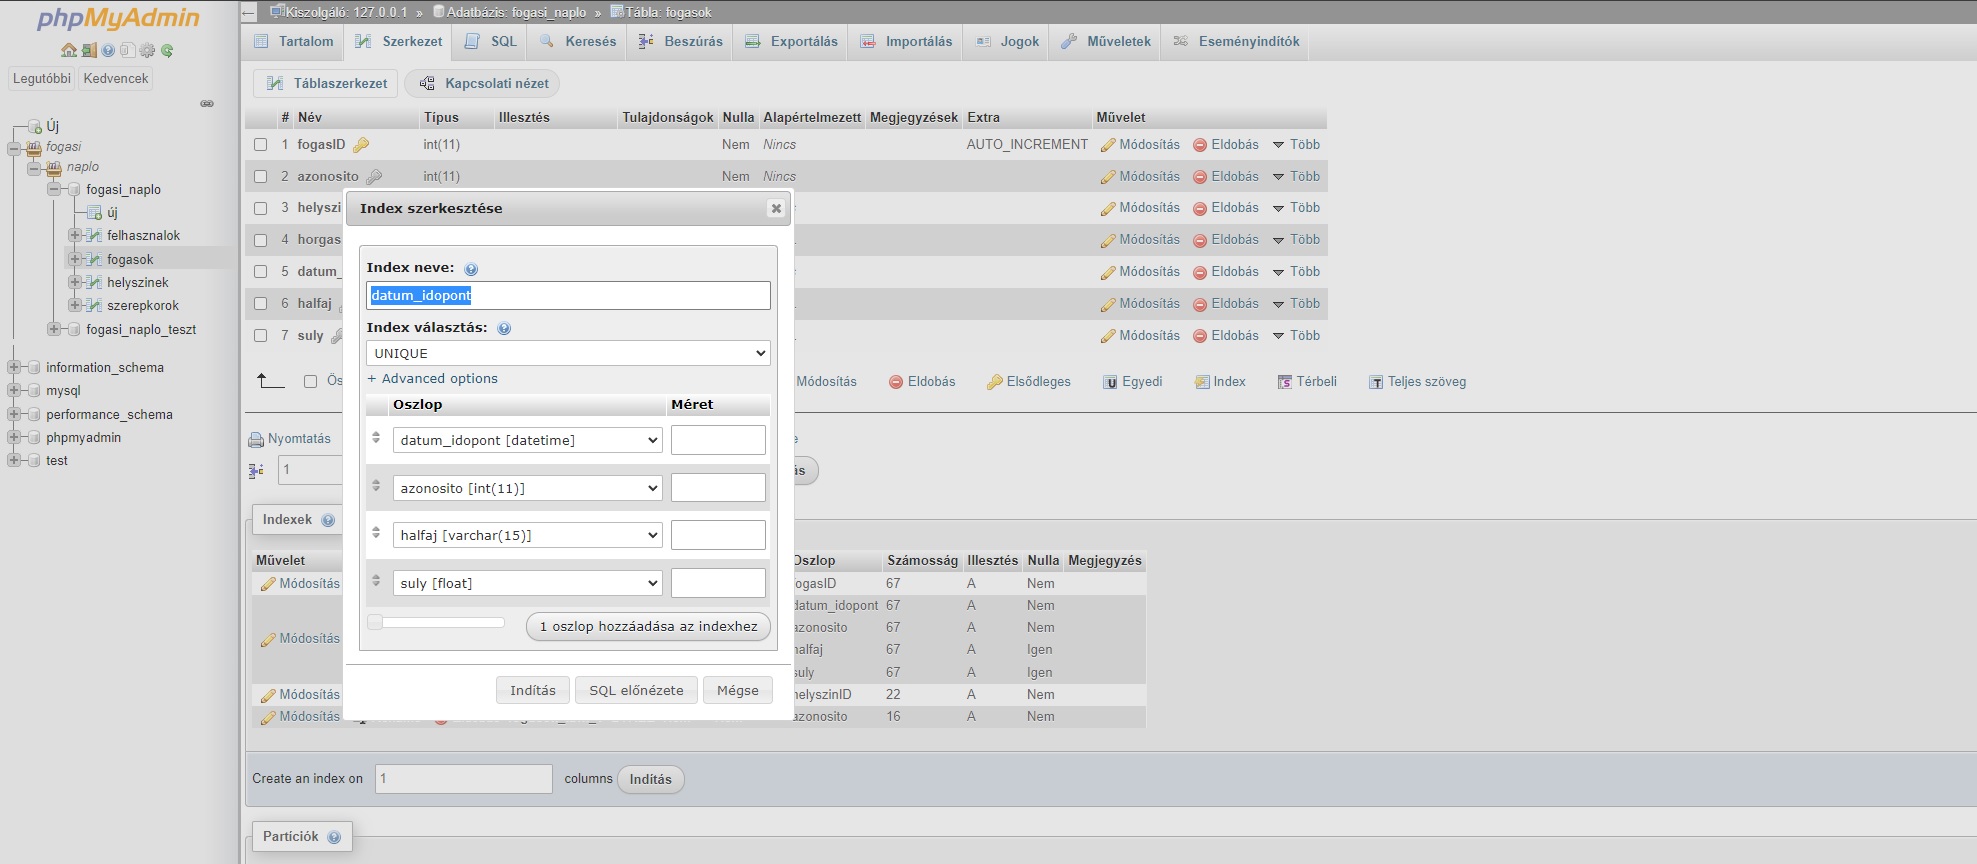 phpMyAdmin
Legutóbbi Kedvencek
Új
fogasi
naplo
fogasi_naplo
új
felhasznalok
fogasok
helyszinek
szerepkorok
fogasi_naplo_teszt
information_schema
mysql
performance_schema
phpmyadmin
test
Kiszolgáló: 127.0.0.1 » Adatbázis: fogasi_naplo » Tábla: fogasok
Tartalom Szerkezet SQL Keresés Beszúrás Exportálás Importálás Jogok Műveletek Eseményindítók
Táblaszerkezet Kapcsolati nézet
# Név Típus Illesztés Tulajdonságok Nulla Alapértelmezett Megjegyzések Extra Művelet
1 fogasID int(11) Nem Nincs AUTO_INCREMENT Módosítás Eldobás Több
2 azonosito int(11) Nem Nincs Módosítás Eldobás Több
3 helyszi Módosítás Eldobás Több
4 horgas Módosítás Eldobás Több
5 datum_ Módosítás Eldobás Több
6 halfaj Módosítás Eldobás Több
7 suly Módosítás Eldobás Több
Ös Módosítás Eldobás Elsődleges Egyedi Index Térbeli Teljes szöveg
Nyomtatás
1
ás
Indexek
Művelet Oszlop Számosság Illesztés Nulla Megjegyzés
Módosítás ogasID 67 A Nem
Módosítás datum_idopont 67 A Nem
azonosito 67 A Nem
halfaj 67 A Igen
suly 67 A Igen
Módosítás helyszinID 22 A Nem
Módosítás azonosito 16 A Nem
Create an index on 1 columns Indítás
Partíciók
Index szerkesztése
Index neve:
datum_idopont
Index választás:
UNIQUE
+ Advanced options
Oszlop Méret
datum_idopont [datetime]
azonosito [int(11)]
halfaj [varchar(15)]
suly [float]
1 oszlop hozzáadása az indexhez
Indítás SQL előnézete Mégse